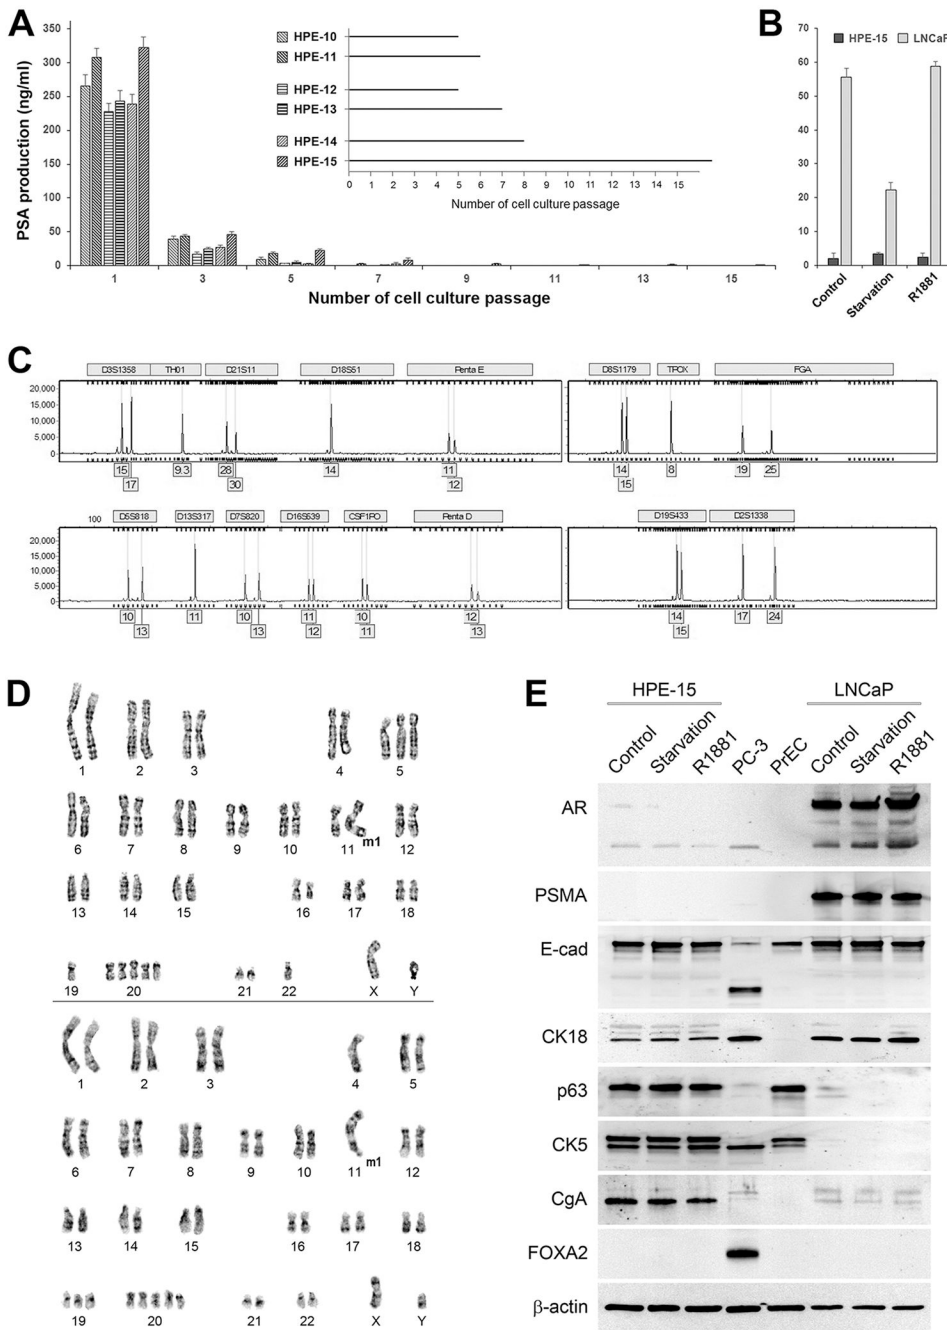 A
PSA production (ng/ml)
350
300
250
200
150
100
50
0
1 3 5 7 9 11 13 15
Number of cell culture passage
HPE-10
HPE-11
HPE-12
HPE-13
HPE-14
HPE-15
0 1 2 3 4 5 6 7 8 9 10 11 12 13 14 15
Number of cell culture passage
B
HPE-15 LNCaP
70
60
50
40
30
20
10
0
Control Starvation R1881
C
D3S1358 TH01 D21S11 D18S51 Penta E
20,000
15,000
10,000
5,000
0
15 9.3 28 14 11
17 30 12
D8S1179 TPOX FGA
14 8 19 25
15
100
D5S818 D13S317 D7S820 D16S539 CSF1PO Penta D
20,000
15,000
10,000
5,000
0
10 11 10 11 10 12
13 13 12 11 13
D19S433 D2S1338
14 17 24
15
D
1 2 3 4 5
6 7 8 9 10 11 m1 12
13 14 15 16 17 18
19 20 21 22 X Y
1 2 3 4 5
6 7 8 9 10 11 m1 12
13 14 15 16 17 18
19 20 21 22 X Y
E
HPE-15 LNCaP
Control Starvation R1881 PC-3 PrEC Control Starvation R1881
AR
PSMA
E-cad
CK18
p63
CK5
CgA
FOXA2
β-actin